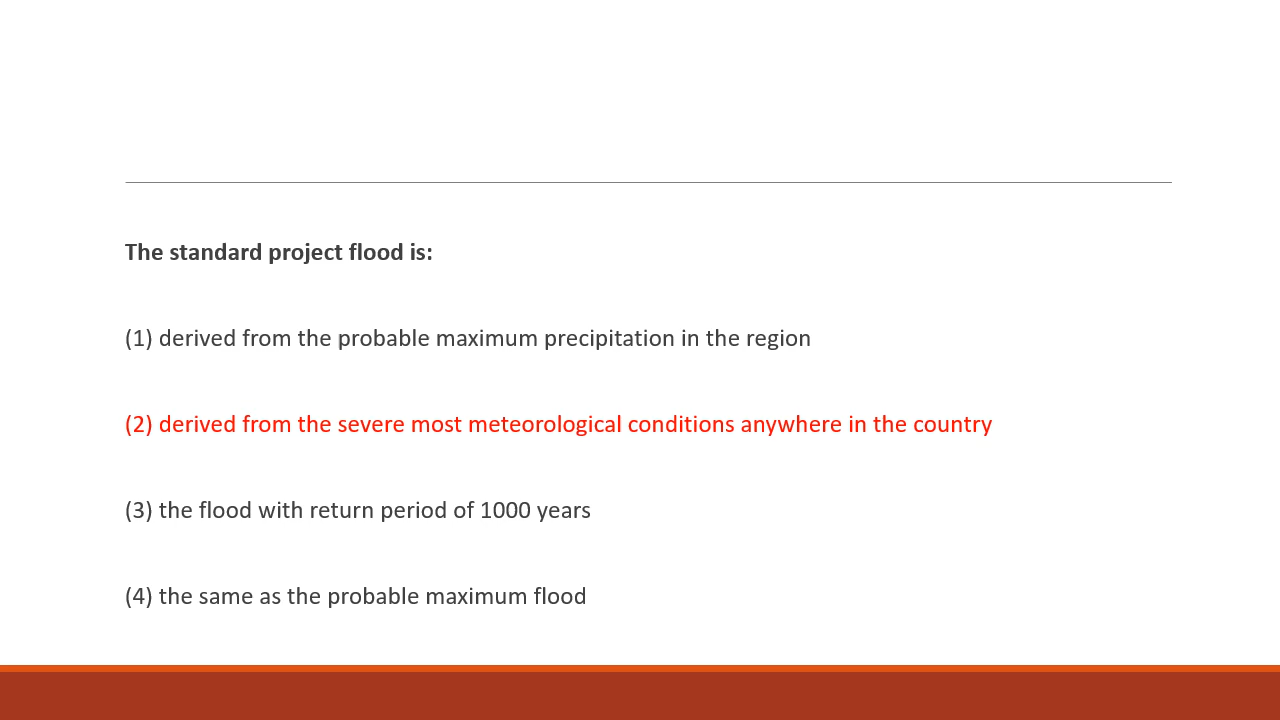 The standard project flood is:
(1) derived from the probable maximum precipitation in the region
(2) derived from the severe most meteorological conditions anywhere in the country
(3) the flood with return period of 1000 years
(4) the same as the probable maximum flood